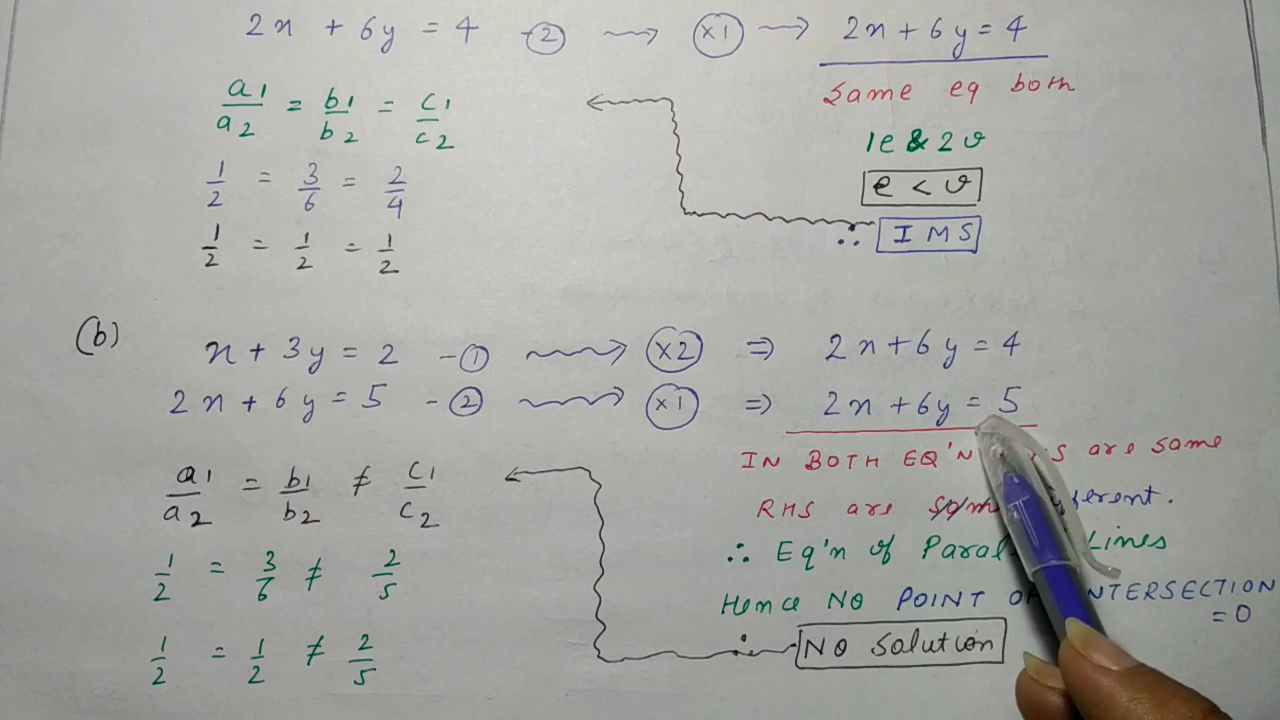 2x + 6y = 4 -② → ×1 → 2x + 6y = 4
a1/a2 = b1/b2 = c1/c2 ← Same eq both
1e & 2v
1/2 = 3/6 = 2/4 e < v
1/2 = 1/2 = 1/2 ∴ IMS
(b) x + 3y = 2 -① → ×2 ⇒ 2x + 6y = 4
2x + 6y = 5 -② → ×1 ⇒ 2x + 6y = 5
IN BOTH EQ'N are same
a1/a2 = b1/b2 ≠ c1/c2 ← RHS are
1/2 = 3/6 ≠ 2/5 ∴ Eq'n of Lines
Hence NO POINT
= 0
1/2 = 1/2 ≠ 2/5 ∴ NO Solution